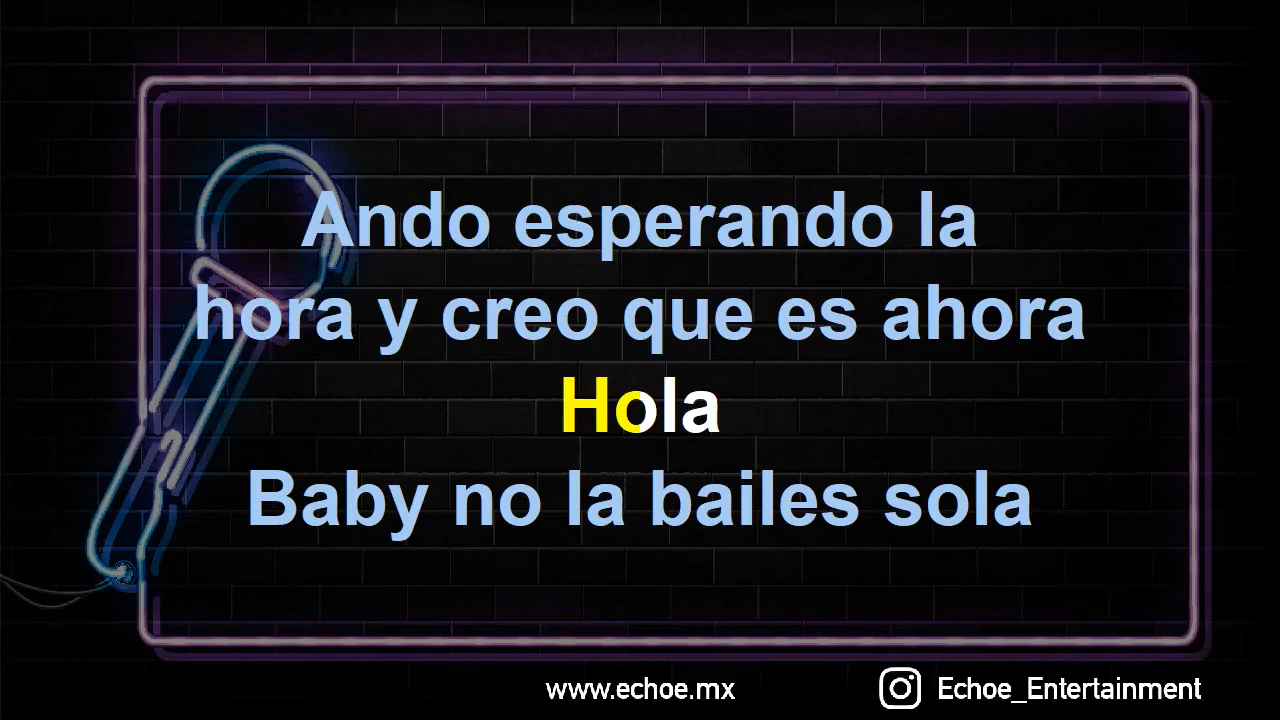 Ando esperando la
hora y creo que es ahora
Hola
Baby no la bailes sola
www.echoe.mx
Echoe_Entertainment